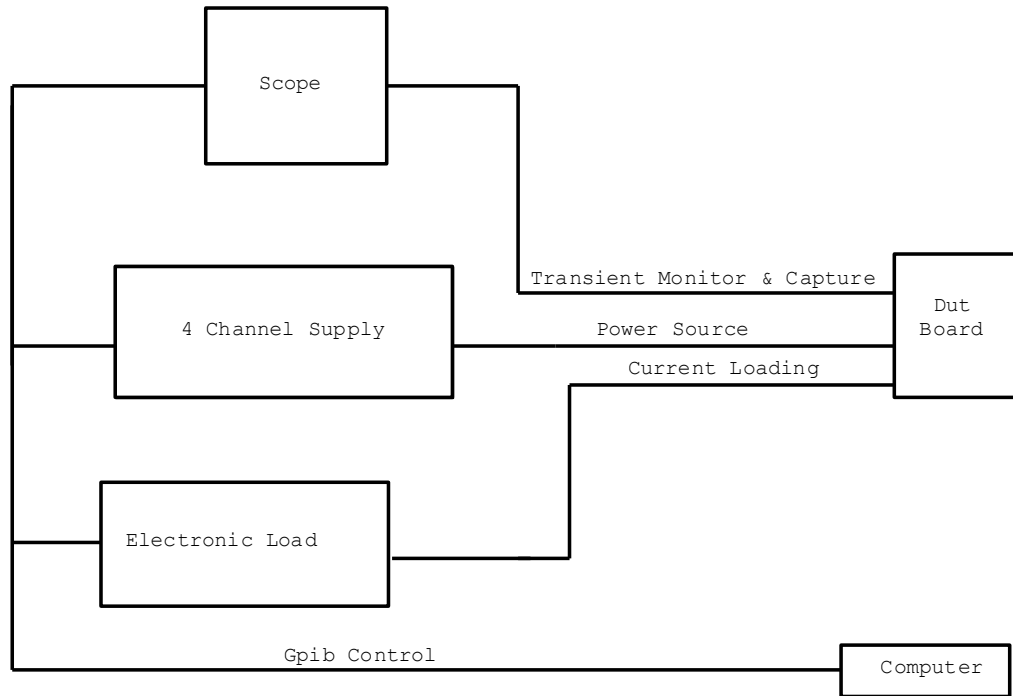 Scope
Transient Monitor & Capture
Dut
Board
4 Channel Supply
Power Source
Current Loading
Electronic Load
Gpib Control
Computer